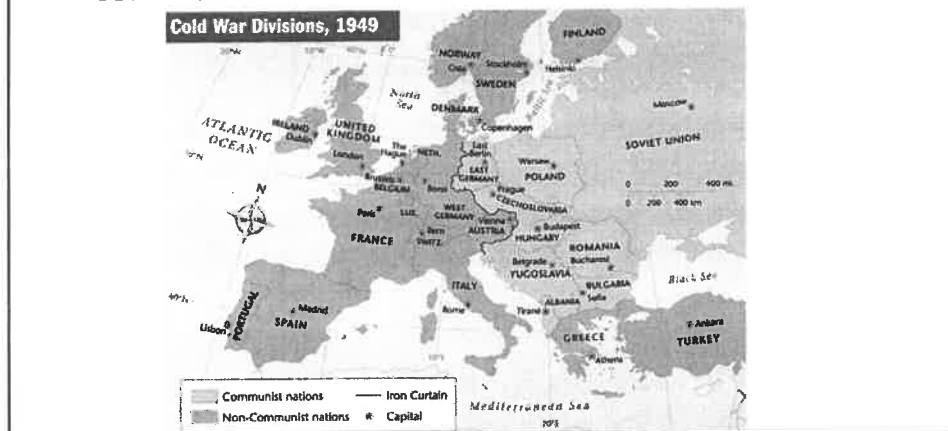 Cold War Divisions, 1949
FINLAND
NORWAY
Oslo
Stockholm
Helsinki
SWEDEN
North
Sea
Baltic Sea
DENMARK
Copenhagen
Moscow
SOVIET UNION
ATLANTIC
OCEAN
IRELAND
Dublin
UNITED
KINGDOM
London
The
Hague
NETH.
East
Berlin
EAST
GERMANY
Warsaw
POLAND
0 200 400 mi.
0 200 400 km
Brussels
BELGIUM
Bonn
Prague
CZECHOSLOVAKIA
N
Paris
LUX.
WEST
GERMANY
Vienna
AUSTRIA
Budapest
HUNGARY
FRANCE
Bern
SWITZ.
ROMANIA
Bucharest
Belgrade
YUGOSLAVIA
Black Sea
ITALY
Rome
BULGARIA
Sofia
ALBANIA
Tiranë
PORTUGAL
Lisbon
Madrid
SPAIN
GREECE
Athens
Ankara
TURKEY
Communist nations
Iron Curtain
Non-Communist nations
Capital
Mediterranean Sea